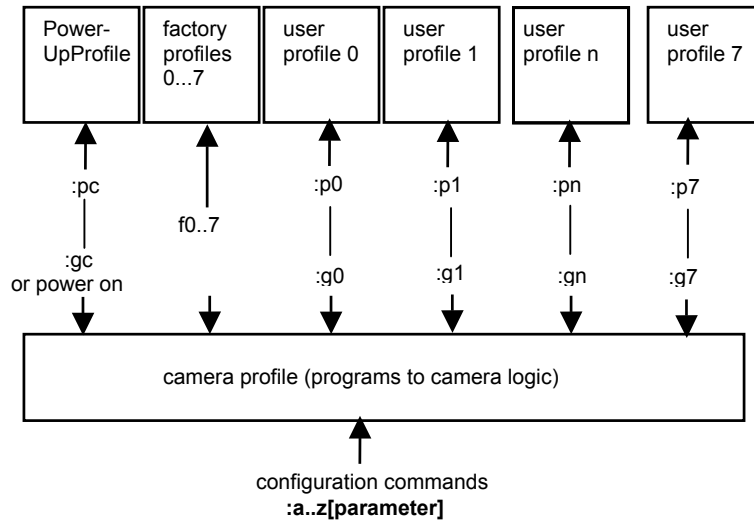 Power-
UpProfile
factory
profiles
0...7
user
profile 0
user
profile 1
user
profile n
user
profile 7
:pc
:p0
:p1
:pn
:p7
f0..7
:gc
or power on
:g0
:g1
:gn
:g7
camera profile (programs to camera logic)
configuration commands
:a..z[parameter]